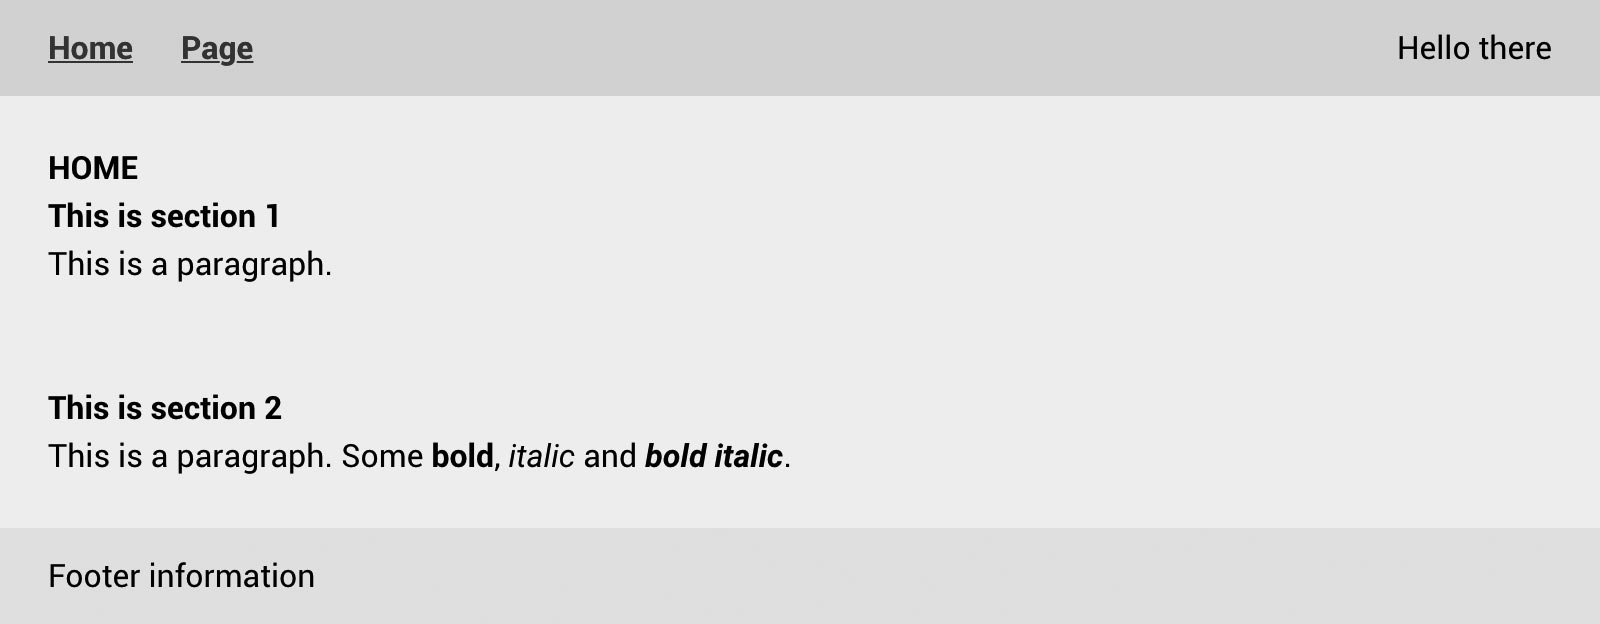 Home Page Hello there
HOME
This is section 1
This is a paragraph.
This is section 2
This is a paragraph. Some bold, italic and bold italic.
Footer information